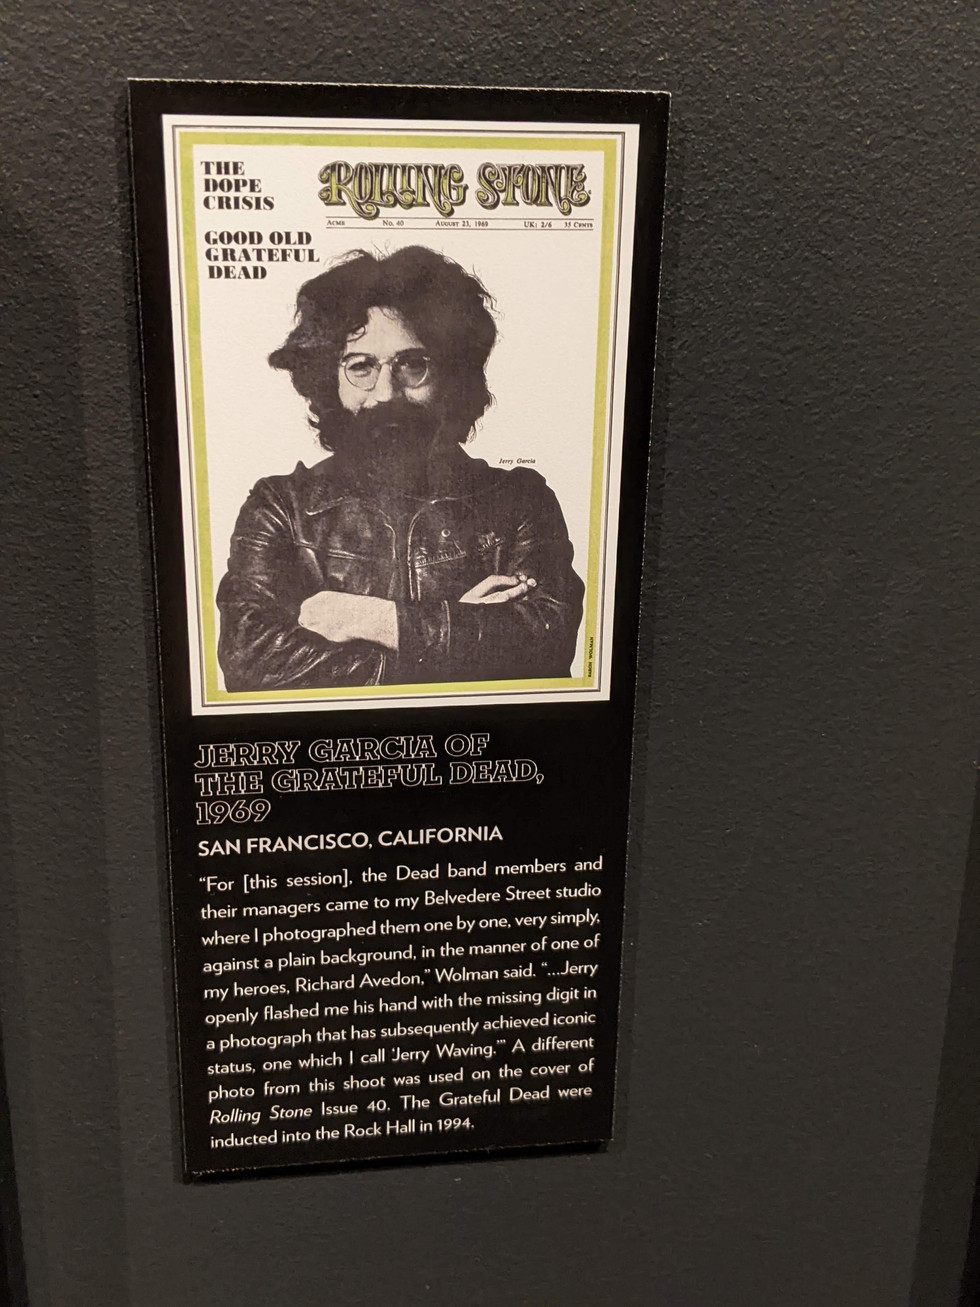 THE
DOPE
CRISIS
ROLLING STONE
ACME No. 40 AUGUST 23, 1969 UK: 2/6 35 CENTS
GOOD OLD
GRATEFUL
DEAD
Jerry Garcia
BARON WOLMAN
JERRY GARCIA OF
THE GRATEFUL DEAD,
1969
SAN FRANCISCO, CALIFORNIA
“For [this session], the Dead band members and
their managers came to my Belvedere Street studio
where I photographed them one by one, very simply,
against a plain background, in the manner of one of
my heroes, Richard Avedon,” Wolman said. “...Jerry
openly flashed me his hand with the missing digit in
a photograph that has subsequently achieved iconic
status, one which I call ‘Jerry Waving.’” A different
photo from this shoot was used on the cover of
Rolling Stone Issue 40. The Grateful Dead were
inducted into the Rock Hall in 1994.